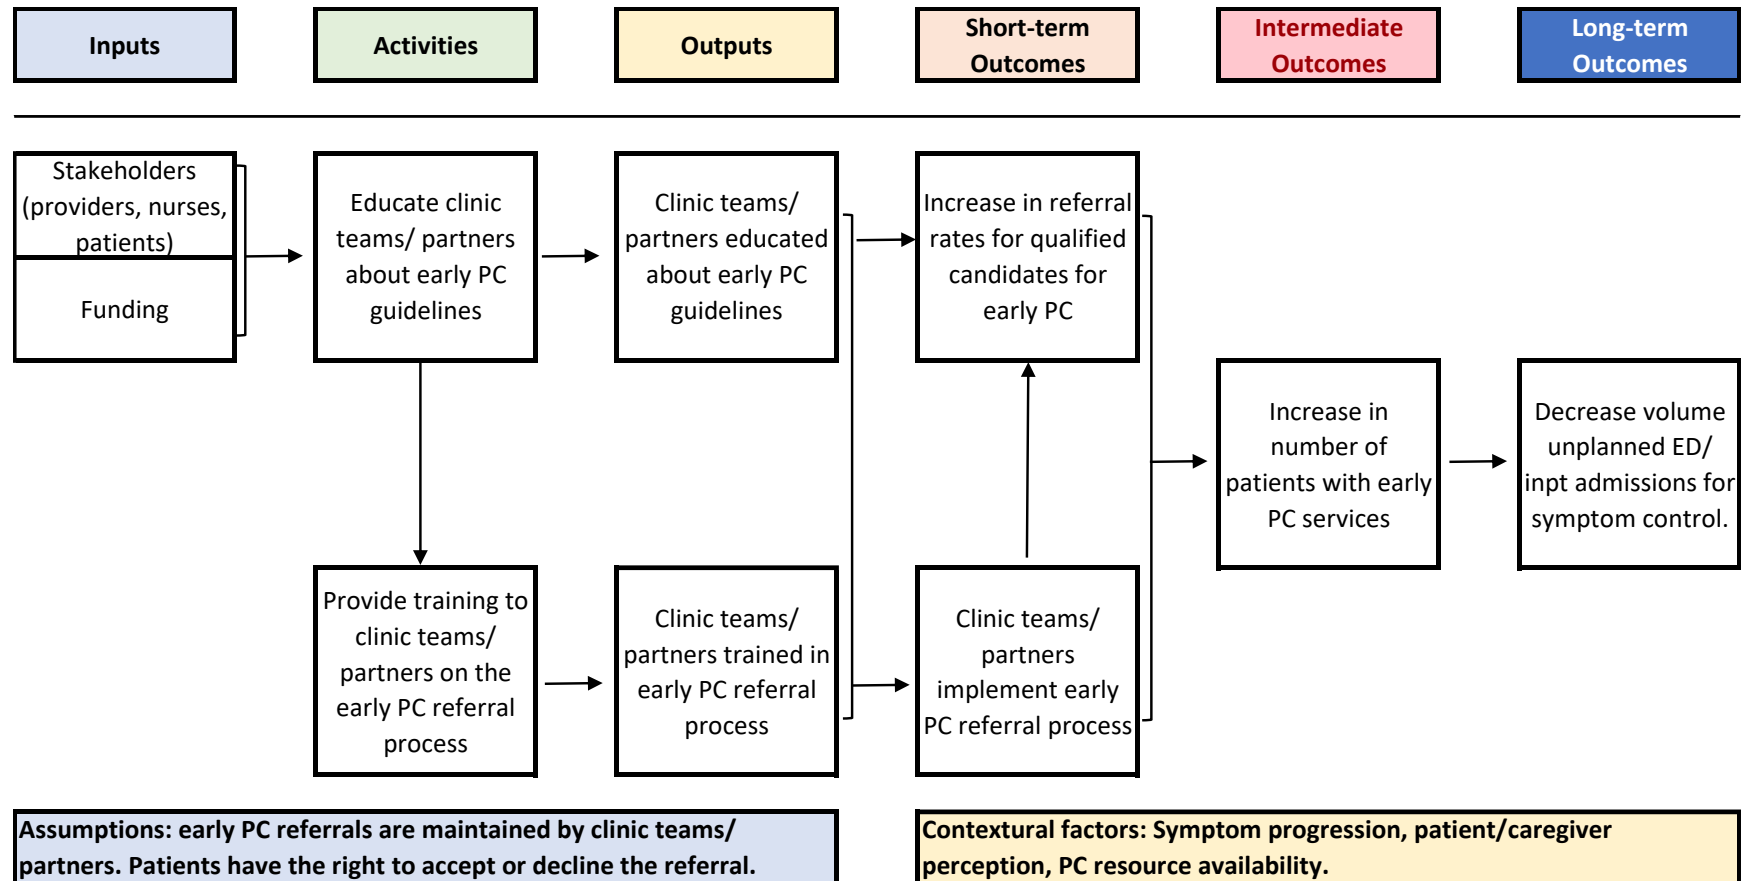 Inputs
Activities
Outputs
Short-term
Outcomes
Intermediate
Outcomes
Long-term
Outcomes
Stakeholders
(providers, nurses,
patients)
Funding
Educate clinic
teams/ partners
about early PC
guidelines
Clinic teams/
partners educated
about early PC
guidelines
Increase in referral
rates for qualified
candidates for
early PC
Increase in
number of
patients with early
PC services
Decrease volume
unplanned ED/
inpt admissions for
symptom control.
Provide training to
clinic teams/
partners on the
early PC referral
process
Clinic teams/
partners trained in
early PC referral
process
Clinic teams/
partners
implement early
PC referral process
Assumptions: early PC referrals are maintained by clinic teams/
partners. Patients have the right to accept or decline the referral.
Contextural factors: Symptom progression, patient/caregiver
perception, PC resource availability.